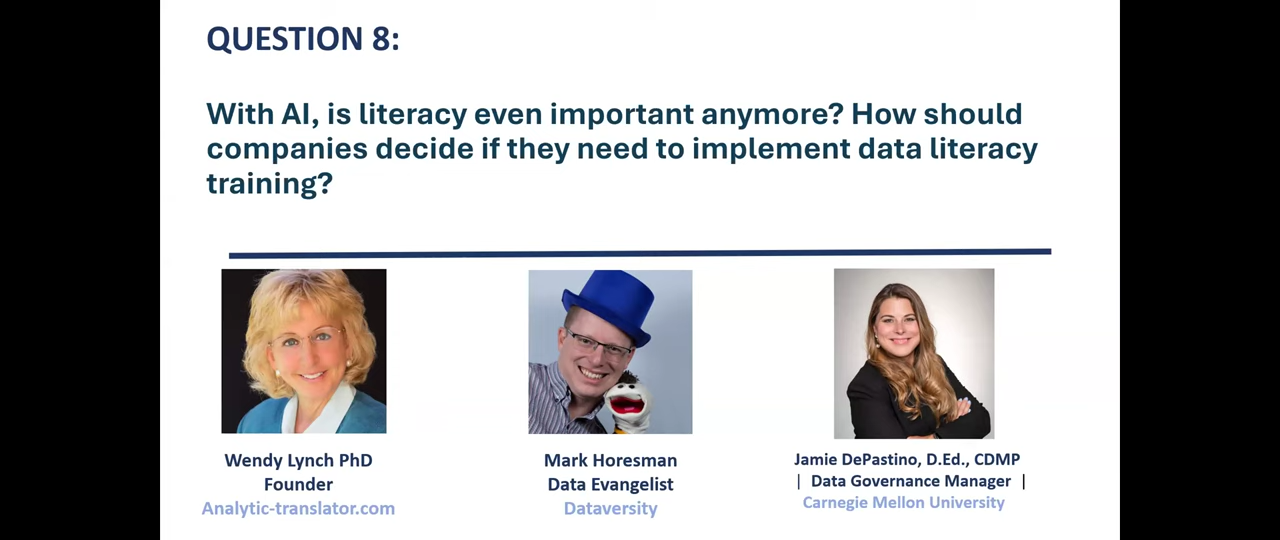 QUESTION 8:
With AI, is literacy even important anymore? How should
companies decide if they need to implement data literacy
training?
Wendy Lynch PhD
Founder
Analytic-translator.com
Mark Horesman
Data Evangelist
Dataversity
Jamie DePastino, D.Ed., CDMP
| Data Governance Manager |
Carnegie Mellon University